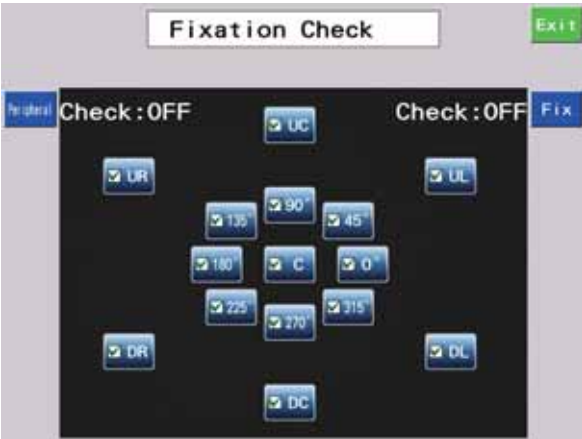 Fixation Check
Exit
Peripheral
Check:OFF
Check:OFF
Fix
UC
UR
UL
90°
135°
45°
180°
C
0°
225°
315°
270°
DR
DL
DC